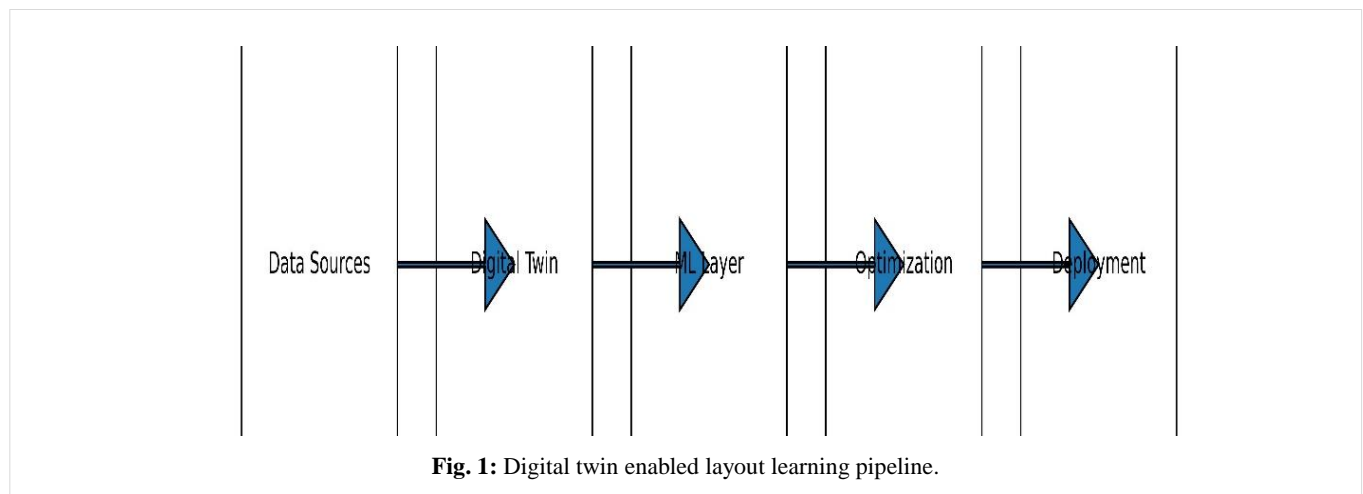 Data Sources Digital Twin ML Layer Optimization Deployment
Fig. 1: Digital twin enabled layout learning pipeline.